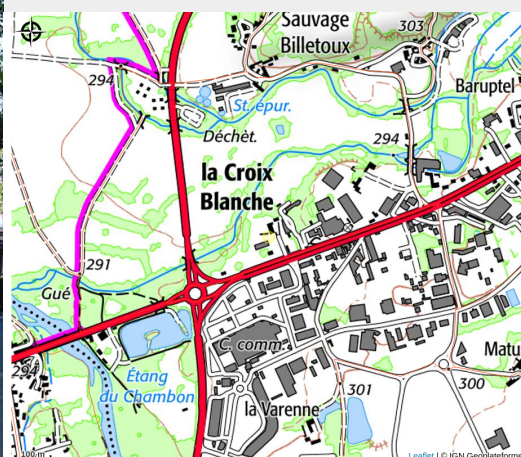 Sauvage
Billetoux
303
294
Baruptel
St. épur.
Déchèt.
294
la Croix
Blanche
291
Gué
C. comm.
Matu
294
Étang
du Chambon
la Varenne
301
300
100 m
Leaflet | © IGN Geoplateforme